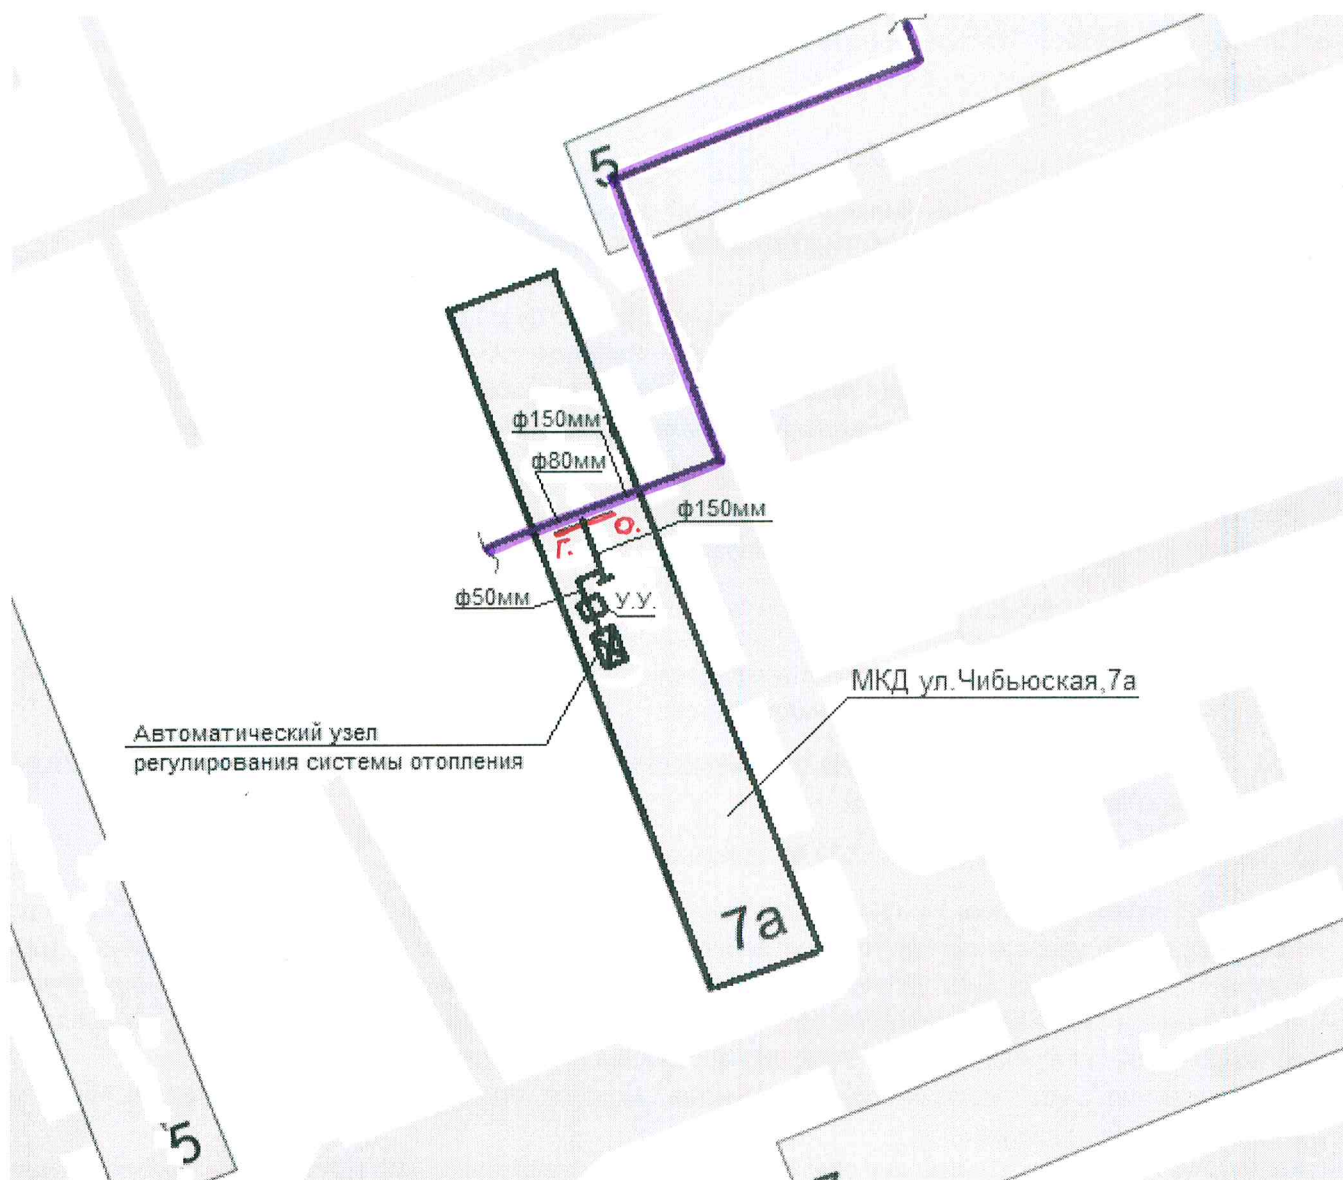 5
ф150мм
ф80мм
ф150мм
Г.
О.
ф50мм
У.У.
МКД ул.Чибьюская,7а
Автоматический узел
регулирования системы отопления
7а
5